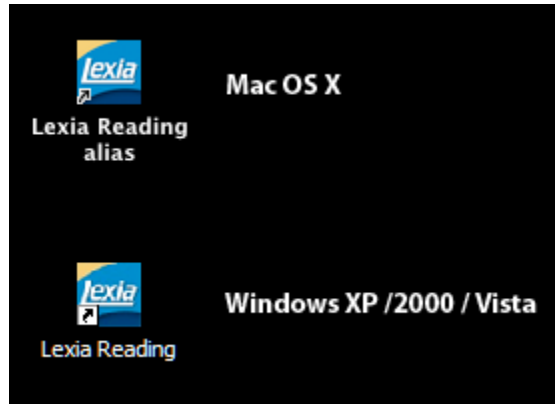 lexia
Mac OS X
Lexia Reading
alias
lexia
Windows XP /2000 / Vista
Lexia Reading